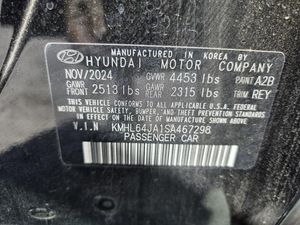 MANUFACTURED IN KOREA BY
HYUNDAI MOTOR COMPANY
NOV/2024 GVWR 4453 lbs PAINT A2B
GAWR FRONT 2513 lbs GAWR REAR 2315 lbs TRIM REY
THIS VEHICLE CONFORMS TO ALL APPLICABLE
FEDERAL MOTOR VEHICLE SAFETY, BUMPER, AND
THEFT PREVENTION STANDARDS IN EFFECT ON
THE DATE OF MANUFACTURE SHOWN ABOVE.
V.I.N KMHL64JA1SA467298
PASSENGER CAR